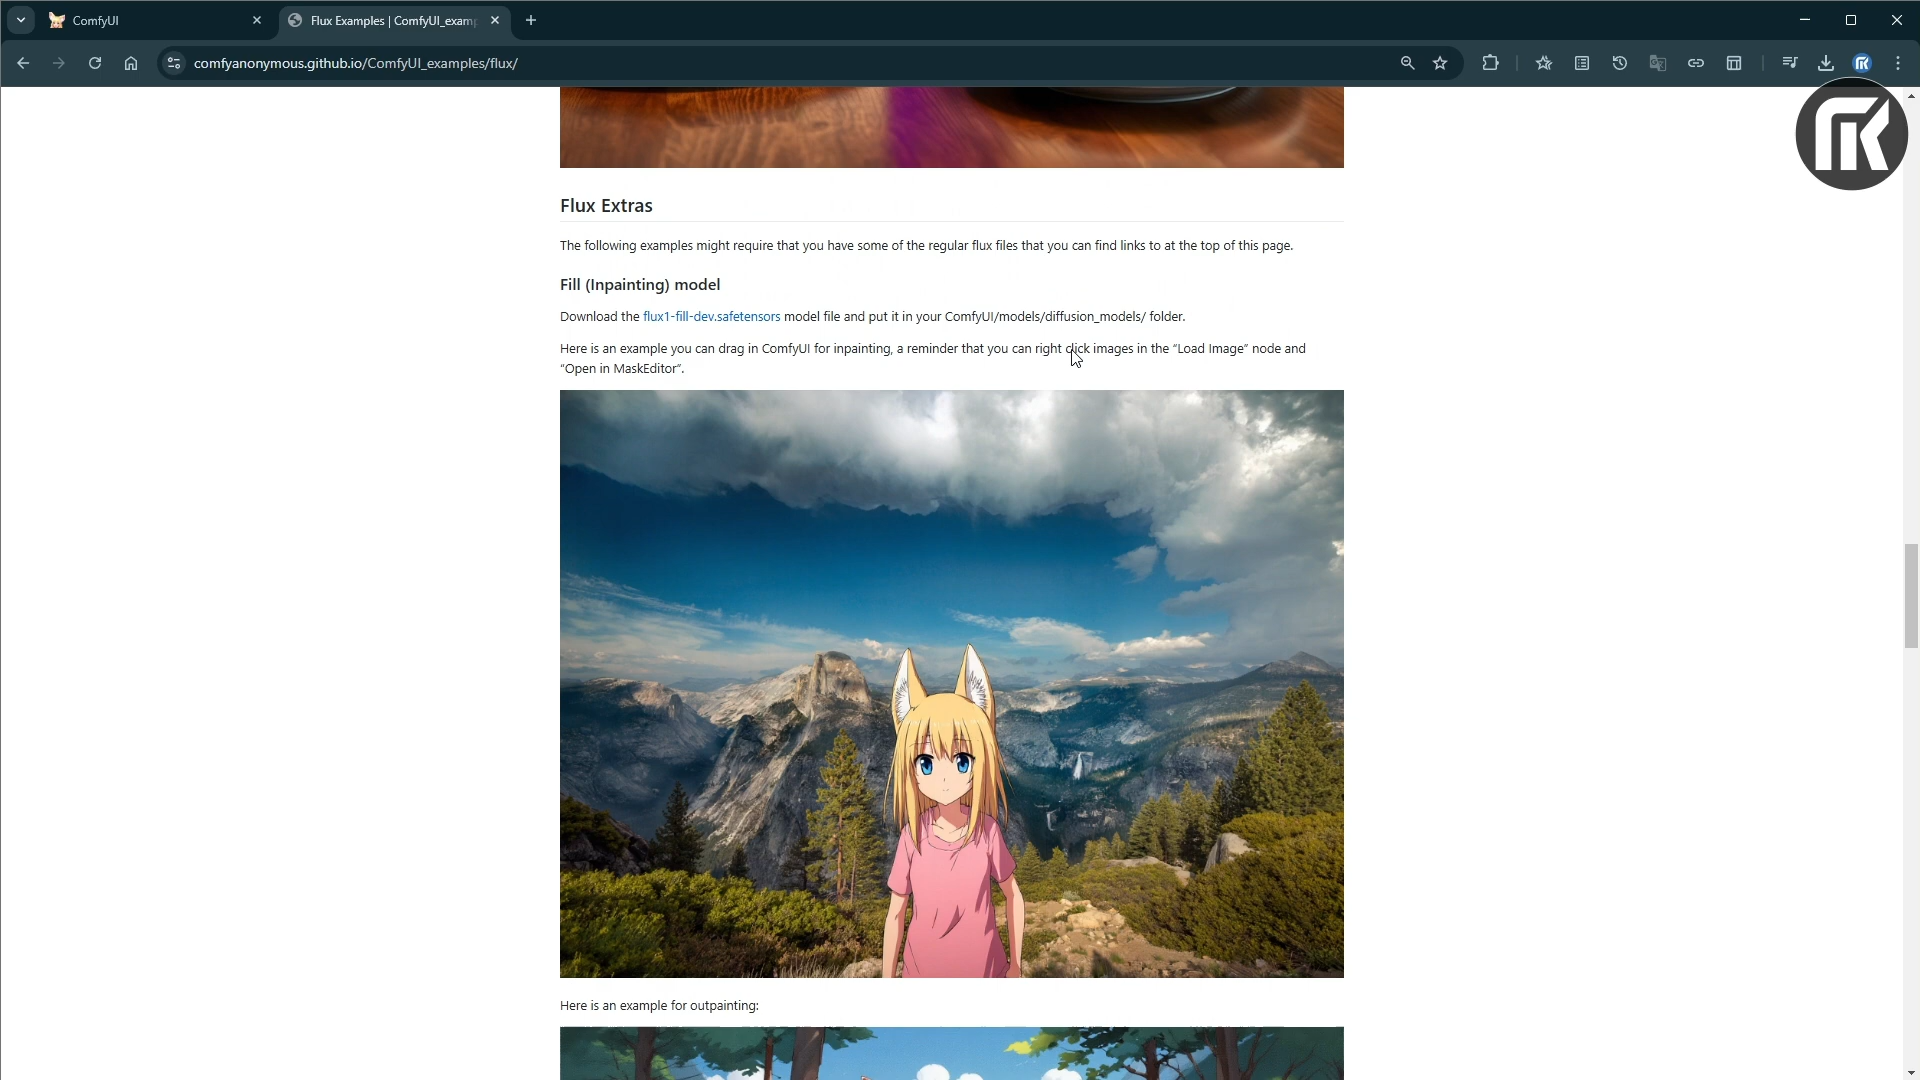 ComfyUI
Flux Examples | ComfyUI_exam
comfyanonymous.github.io/ComfyUI_examples/flux/
Flux Extras
The following examples might require that you have some of the regular flux files that you can find links to at the top of this page.
Fill (Inpainting) model
Download the flux1-fill-dev.safetensors model file and put it in your ComfyUI/models/diffusion_models/ folder.
Here is an example you can drag in ComfyUI for inpainting, a reminder that you can right click images in the “Load Image” node and
“Open in MaskEditor”.
Here is an example for outpainting: